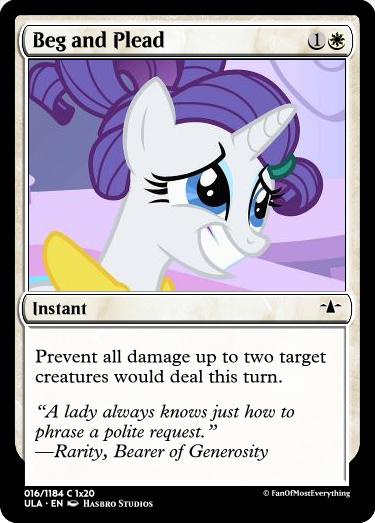 Beg and Plead 1
Instant
Prevent all damage up to two target
creatures would deal this turn.
“A lady always knows just how to
phrase a polite request.”
—Rarity, Bearer of Generosity
016/1184 C 1x20
ULA • EN Hasbro Studios © FanOfMostEverything